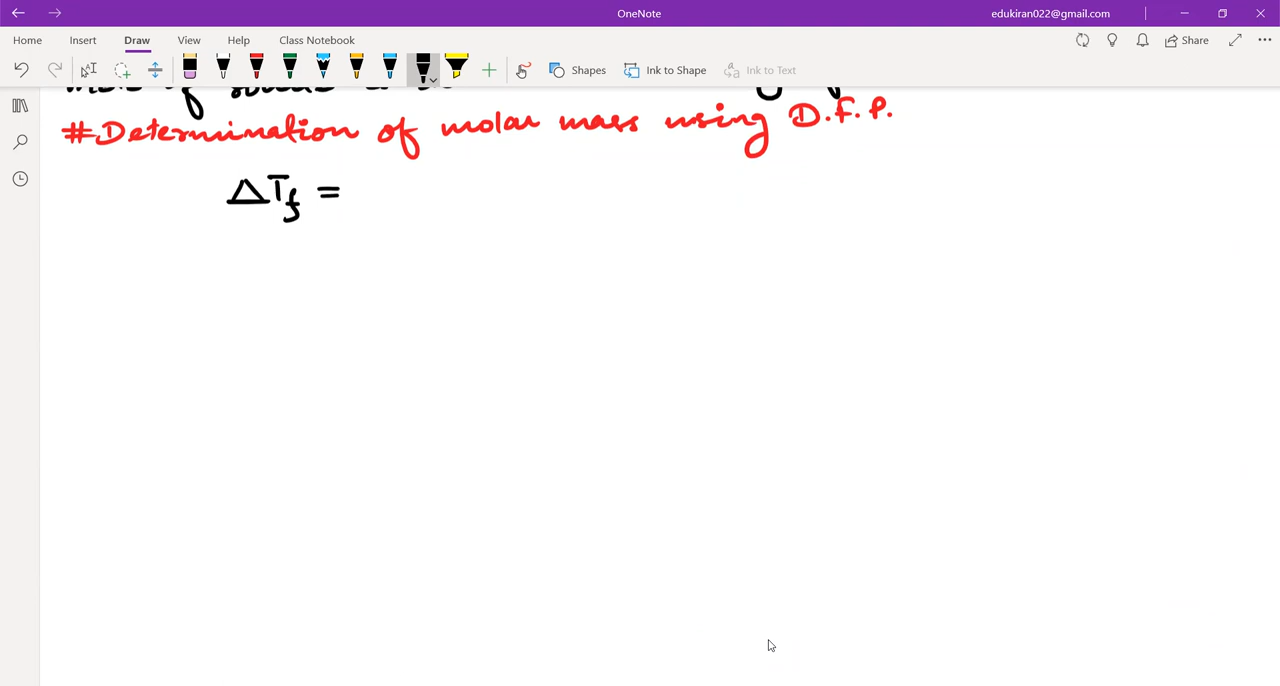 OneNote
edukiran022@gmail.com
Home Insert Draw View Help Class Notebook
Share
Shapes Ink to Shape Ink to Text
#Determination of molar mass using D.f.P.
ΔTf =